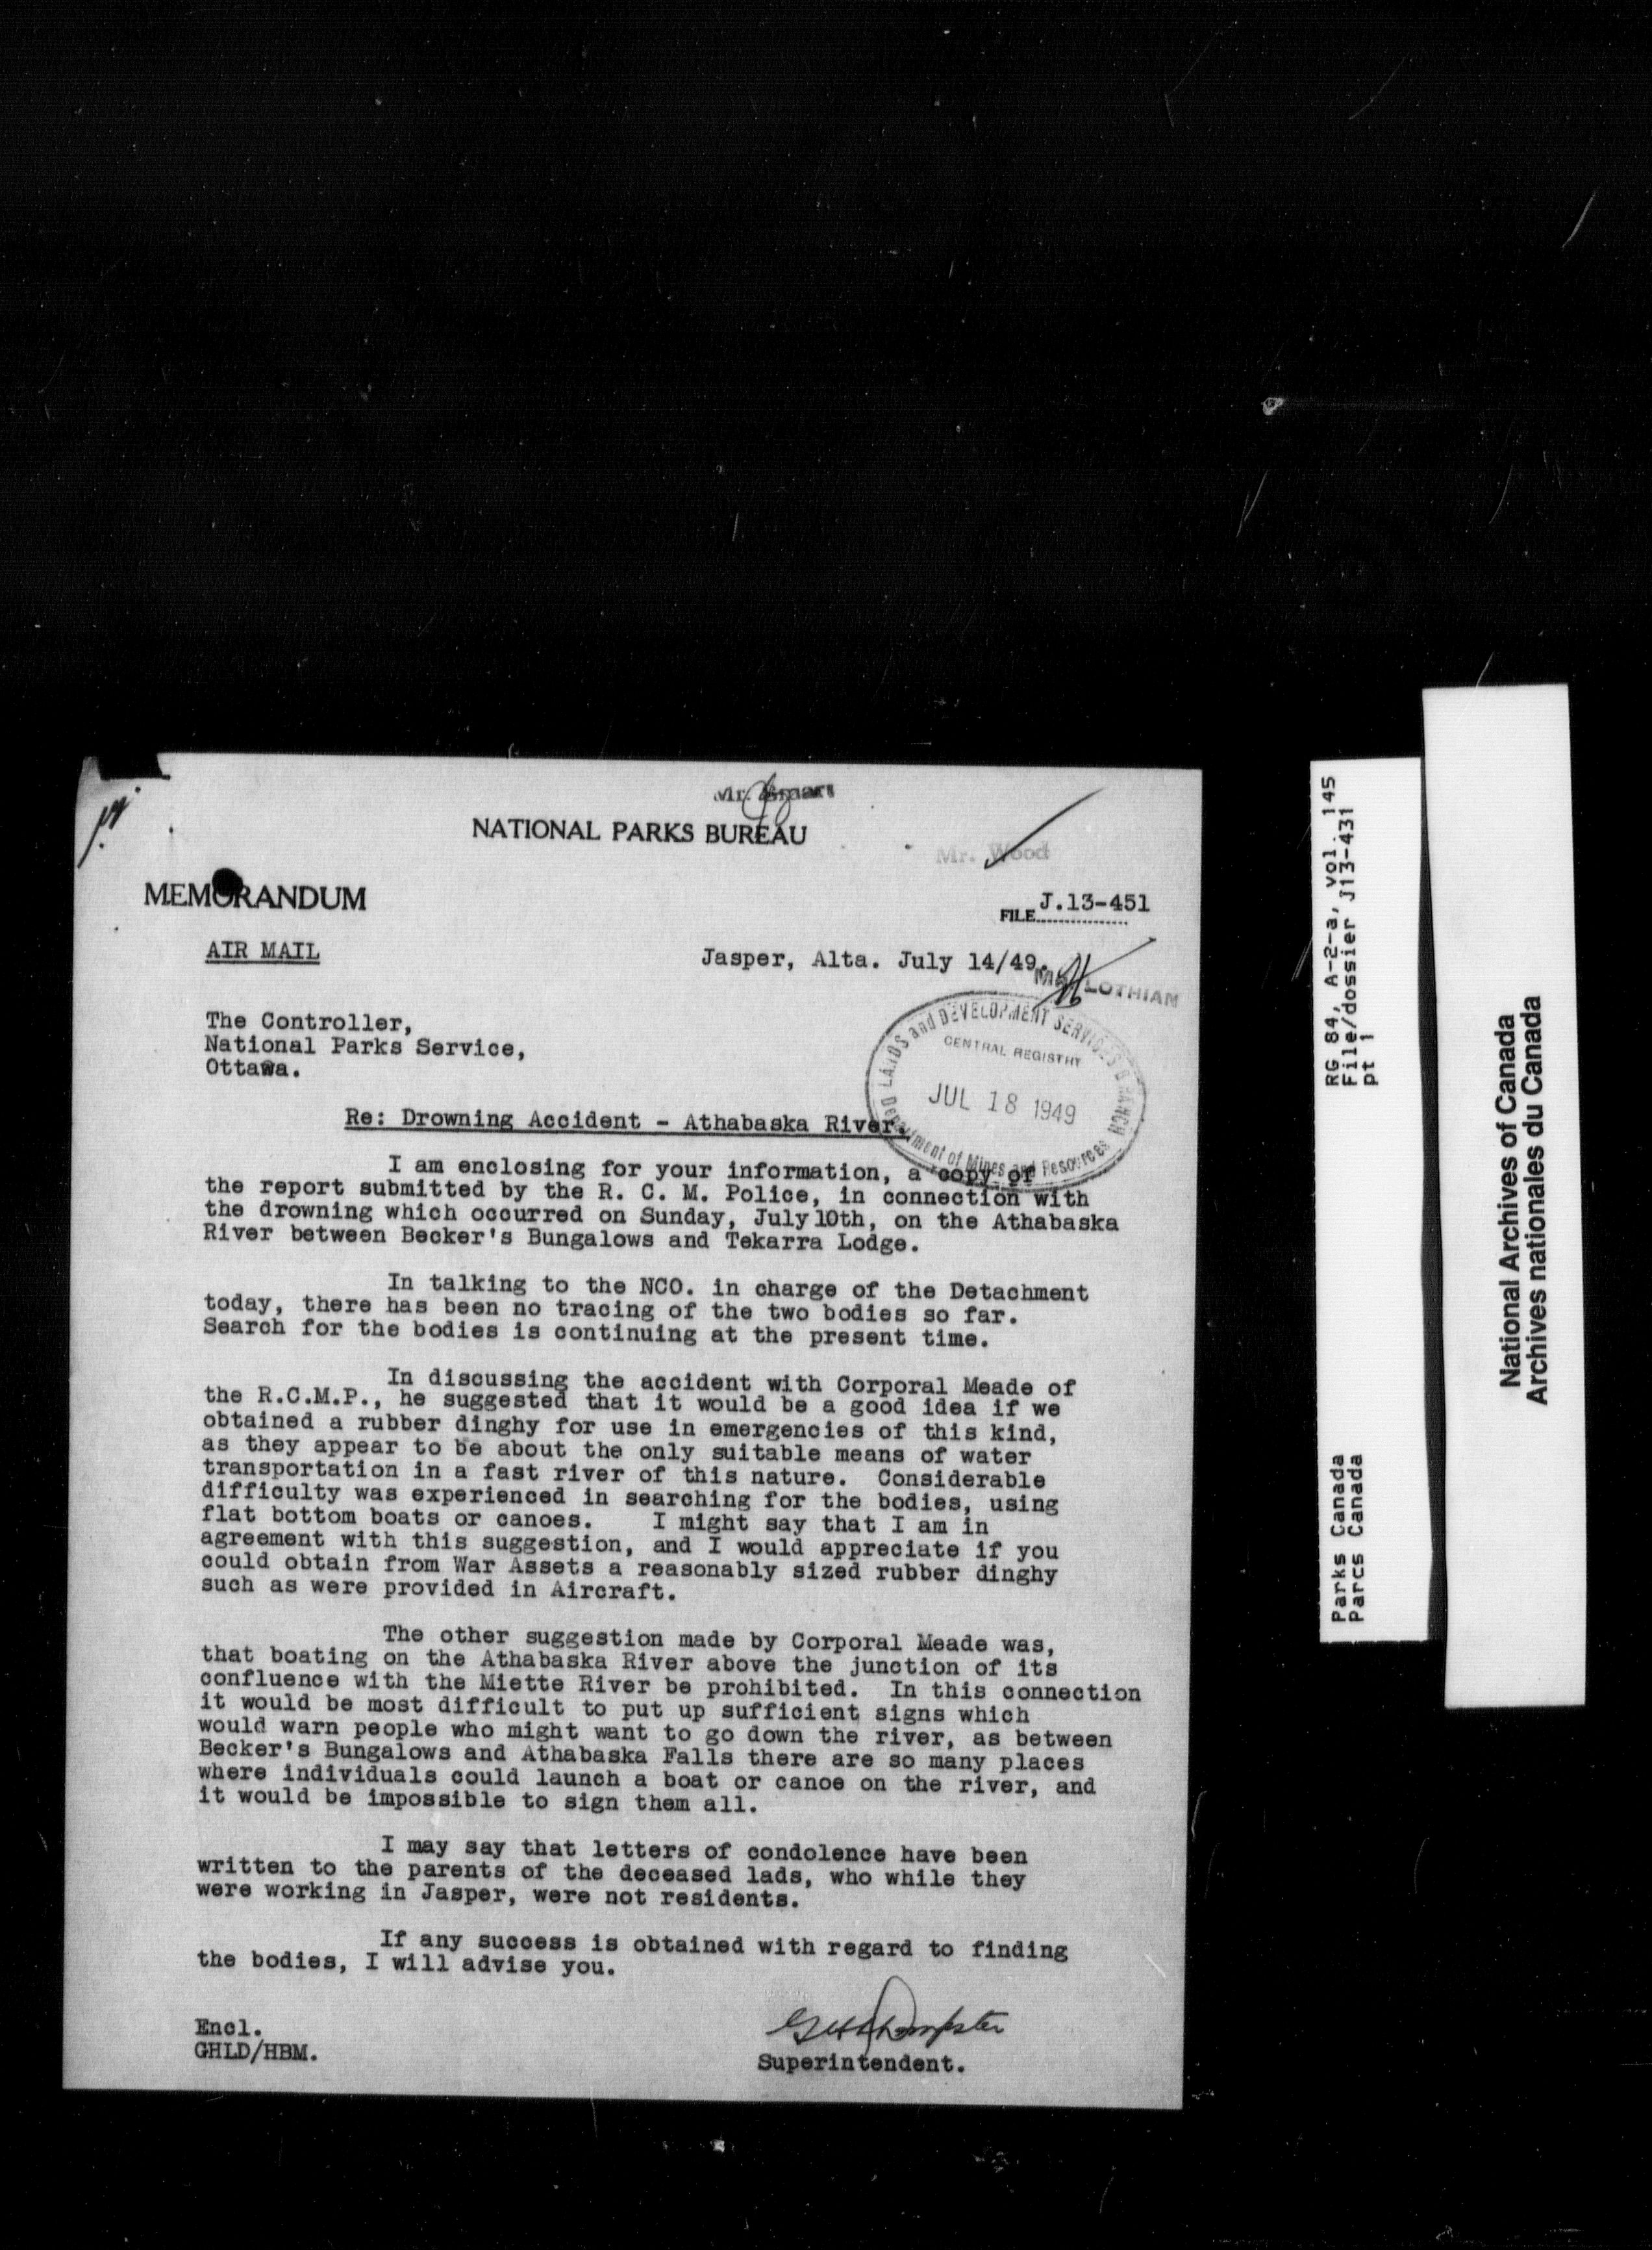 NATIONAL PARKS BUREAU
Mr. Wood
MEMORANDUM
FILE J.13-451
AIR MAIL
Jasper, Alta. July 14/49.
LOTHIAN
The Controller,
National Parks Service,
Ottawa.
LANDS and DEVELOPMENT SERVICES BRANCH
CENTRAL REGISTRY
JUL 18 1949
Department of Mines and Resources
Re: Drowning Accident - Athabaska River.
I am enclosing for your information, a copy of
the report submitted by the R. C. M. Police, in connection with
the drowning which occurred on Sunday, July 10th, on the Athabaska
River between Becker's Bungalows and Tekarra Lodge.
In talking to the NCO. in charge of the Detachment
today, there has been no tracing of the two bodies so far.
Search for the bodies is continuing at the present time.
In discussing the accident with Corporal Meade of
the R.C.M.P., he suggested that it would be a good idea if we
obtained a rubber dinghy for use in emergencies of this kind,
as they appear to be about the only suitable means of water
transportation in a fast river of this nature. Considerable
difficulty was experienced in searching for the bodies, using
flat bottom boats or canoes. I might say that I am in
agreement with this suggestion, and I would appreciate if you
could obtain from War Assets a reasonably sized rubber dinghy
such as were provided in Aircraft.
The other suggestion made by Corporal Meade was,
that boating on the Athabaska River above the junction of its
confluence with the Miette River be prohibited. In this connection
it would be most difficult to put up sufficient signs which
would warn people who might want to go down the river, as between
Becker's Bungalows and Athabaska Falls there are so many places
where individuals could launch a boat or canoe on the river, and
it would be impossible to sign them all.
I may say that letters of condolence have been
written to the parents of the deceased lads, who while they
were working in Jasper, were not residents.
If any success is obtained with regard to finding
the bodies, I will advise you.
Encl.
GHLD/HBM.
GHLDempster
Superintendent.
RG 84, A-2-a, vol. 145
File/dossier J13-431
pt 1
Parks Canada
Parcs Canada
National Archives of Canada
Archives nationales du Canada